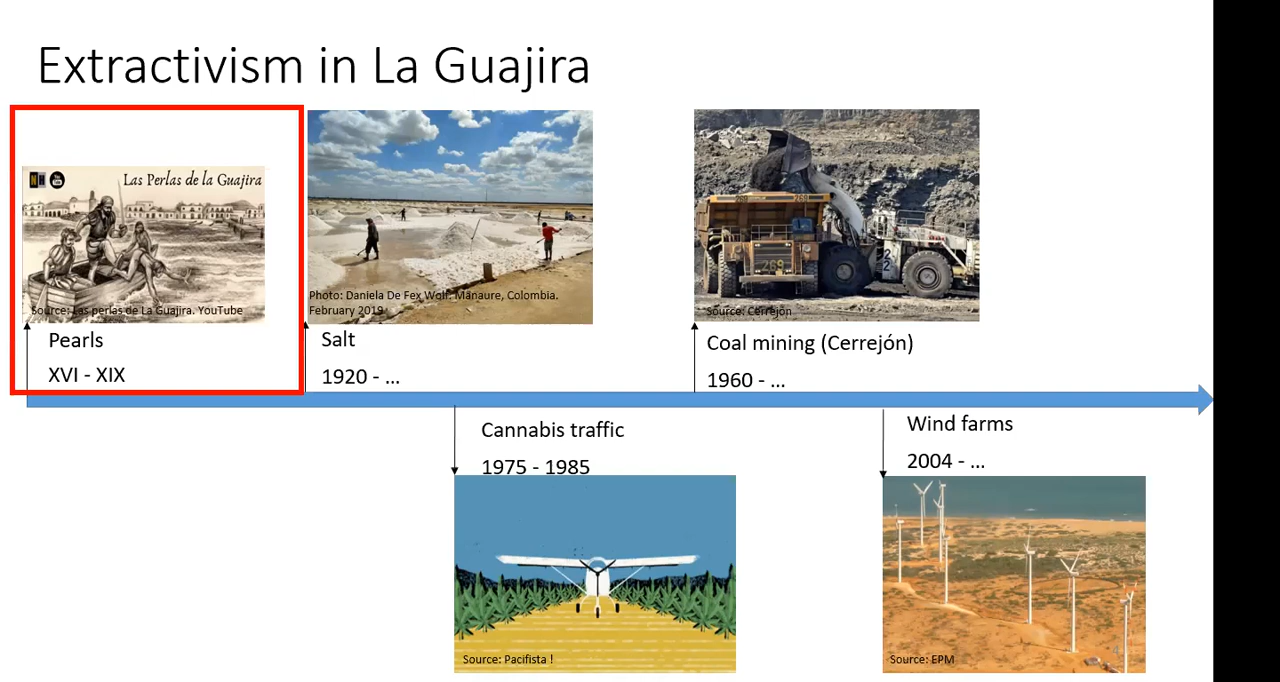 Extractivism in La Guajira
Las Perlas de la Guajira
Source: Las perlas de La Guajira. YouTube
Pearls
XVI - XIX
Photo: Daniela De Fex Wolf. Manaure, Colombia.
February 2019
Salt
1920 - ...
Source: Cerrejón
Coal mining (Cerrejón)
1960 - ...
Cannabis traffic
1975 - 1985
Source: Pacifista !
Wind farms
2004 - ...
Source: EPM